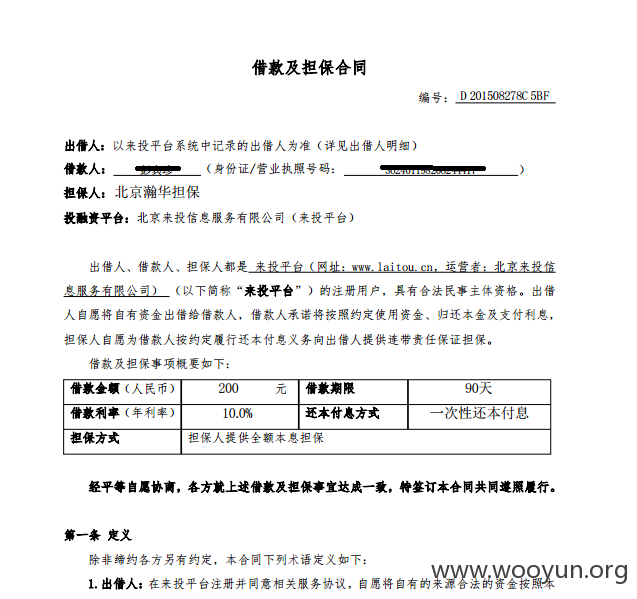 借款及担保合同
编号：D 201508278C5BF
出借人：以来投平台系统中记录的出借人为准（详见出借人明细）
借款人：（身份证/营业执照号码：）
担保人：北京瀚华担保
投融资平台：北京来投信息服务有限公司（来投平台）
出借人、借款人、担保人都是 来投平台（网址：www.laitou.cn，运营者：北京来投信
息服务有限公司）（以下简称“来投平台”）的注册用户，具有合法民事主体资格。出借
人自愿将自有资金出借给借款人，借款人承诺将按照约定使用资金、归还本金及支付利息，
担保人自愿为借款人按约定履行还本付息义务向出借人提供连带责任保证担保。
借款及担保事项概要如下：
借款金额（人民币） 200 元 借款期限 90天
借款利率（年利率） 10.0% 还本付息方式 一次性还本付息
担保方式 担保人提供全额本息担保
经平等自愿协商，各方就上述借款及担保事宜达成一致，特签订本合同共同遵照履行。
第一条 定义
除非缔约各方另有约定，本合同下列术语定义如下：
1. 出借人：在来投平台注册并同意相关服务协议，自愿将自有的来源合法的资金按照本
www.wooyun.org